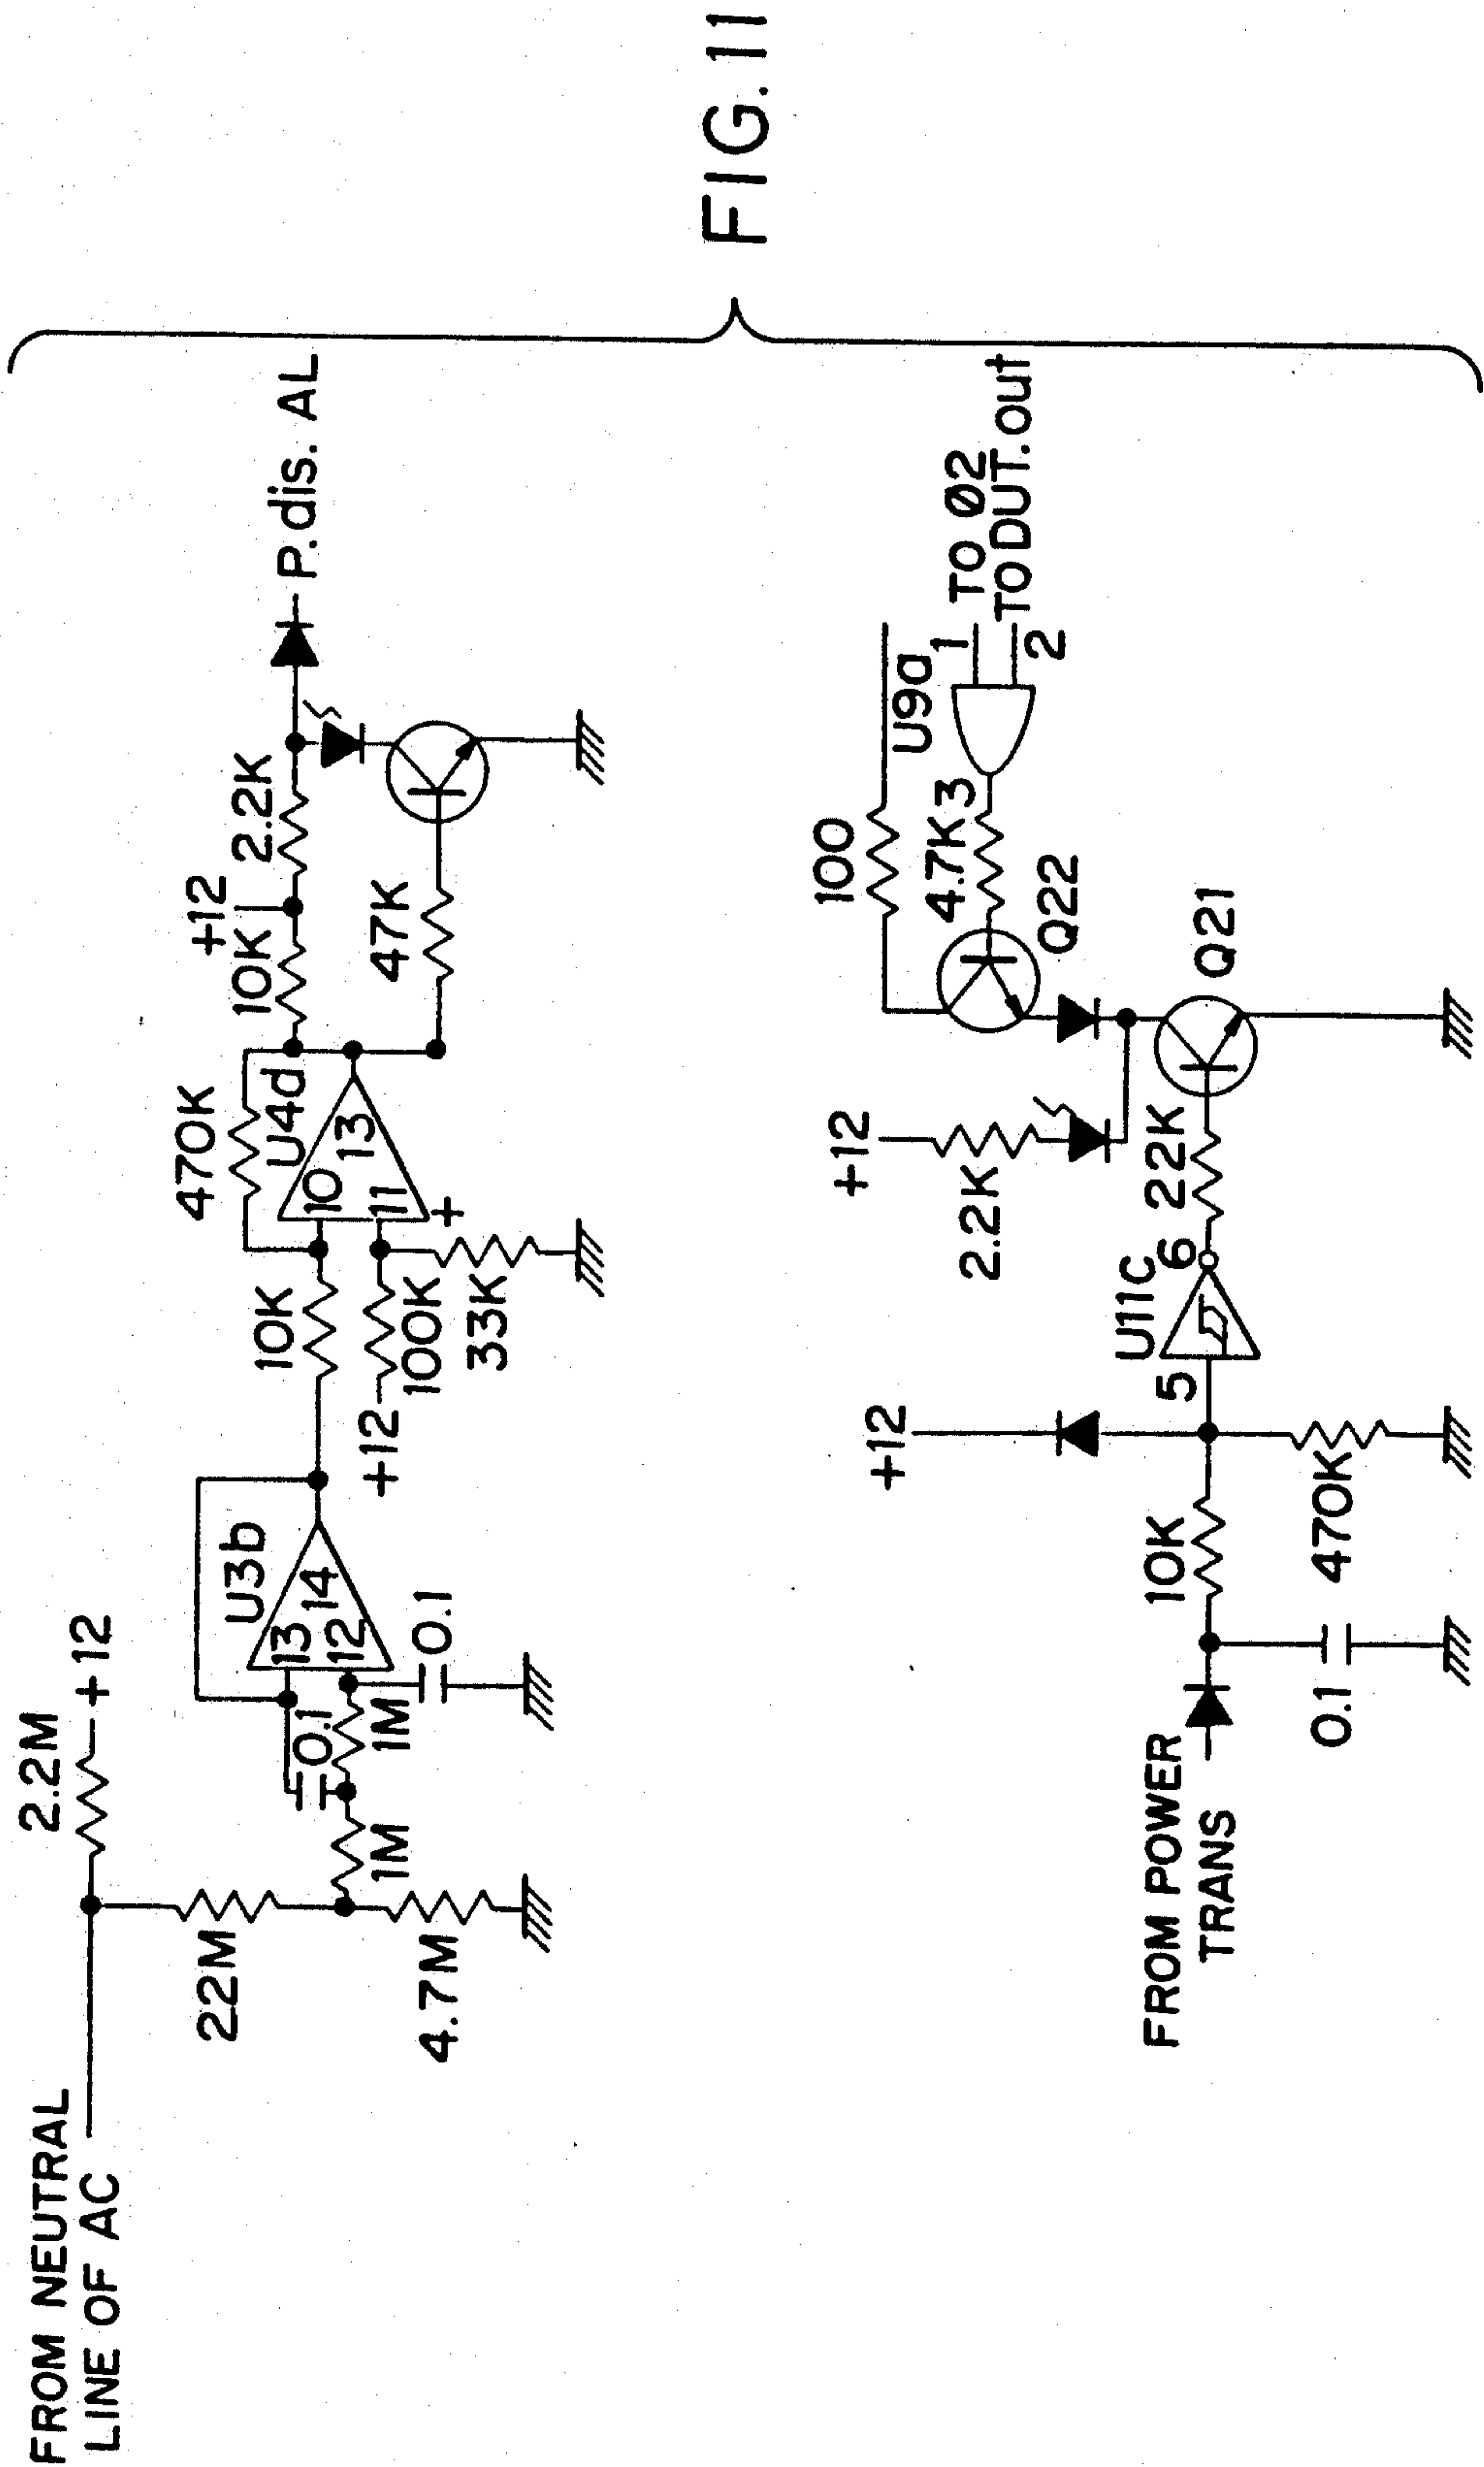 FROM NEUTRAL
LINE OF AC
2.2M
+12
22M
4.7M
1M
0.1
1M
0.1
U3b
13
12
14
10K
+12
100K
33K
470K
U4d
10
11
13
+
10K
+12
2.2K
47K
P.dis. AL
FROM POWER
TRANS
0.1
10K
470K
+12
5
U11C
6
22K
2.2K
+12
Q21
Q22
100
4.7K
3
U9a
1
2
TO Ø2
TO DUT.out
FIG. 11